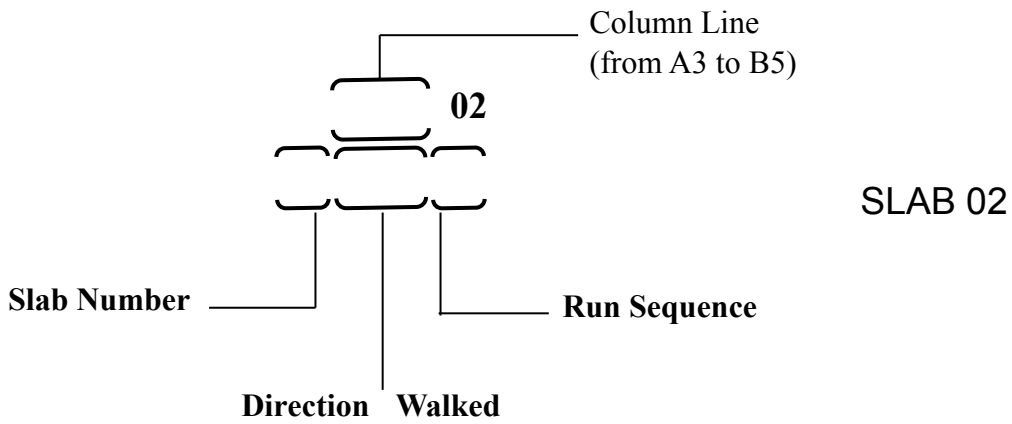 Column Line
(from A3 to B5)
02
SLAB 02
Slab Number
Run Sequence
Direction Walked